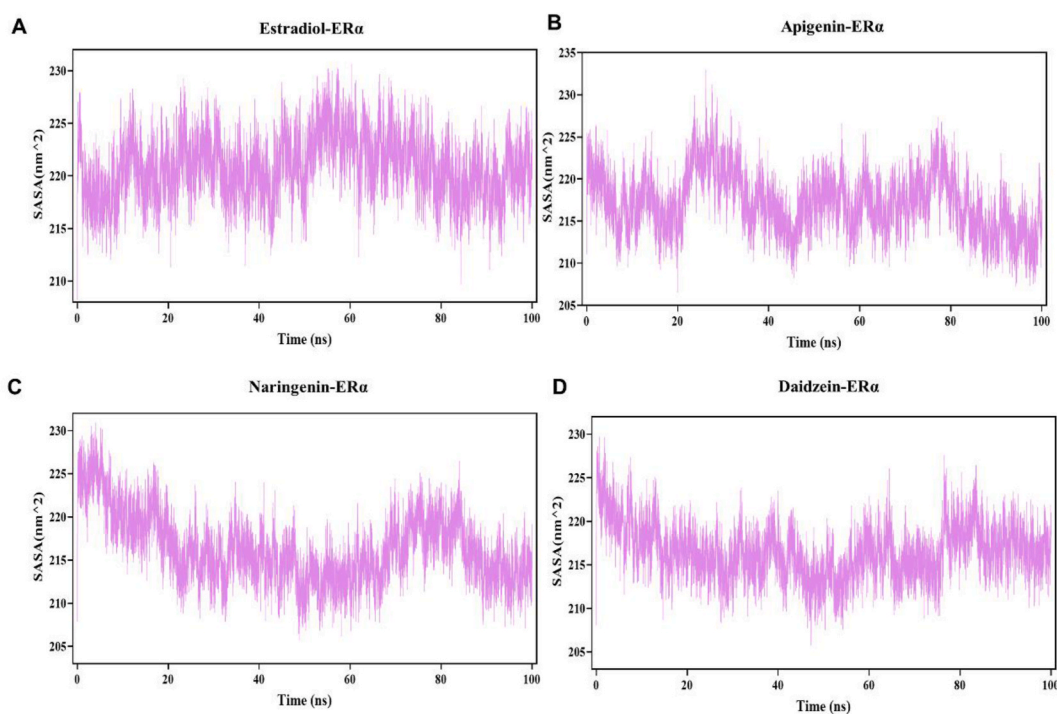 A
Estradiol-ERα
SASA(nm^2)
230
225
220
215
210
0 20 40 60 80 100
Time (ns)
B
Apigenin-ERα
SASA(nm^2)
235
230
225
220
215
210
205
0 20 40 60 80 100
Time (ns)
C
Naringenin-ERα
SASA(nm^2)
230
225
220
215
210
205
0 20 40 60 80 100
Time (ns)
D
Daidzein-ERα
SASA(nm^2)
230
225
220
215
210
205
0 20 40 60 80 100
Time (ns)